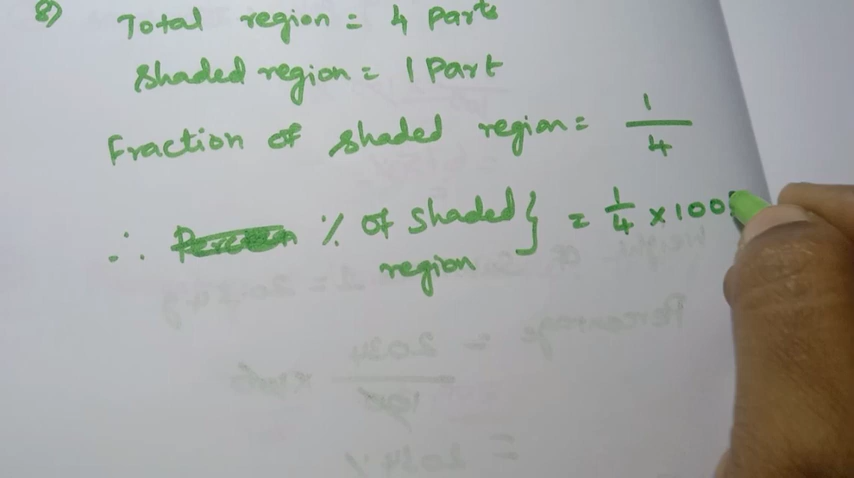 8) Total region = 4 Parts
Shaded region = 1 Part
Fraction of shaded region = 1/4
∴ % of shaded } = 1/4 × 100
region